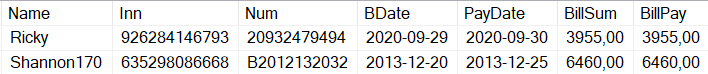 Name Inn Num BDate PayDate BillSum BillPay
Ricky 926284146793 20932479494 2020-09-29 2020-09-30 3955,00 3955,00
Shannon170 635298086668 B2012132032 2013-12-20 2013-12-25 6460,00 6460,00